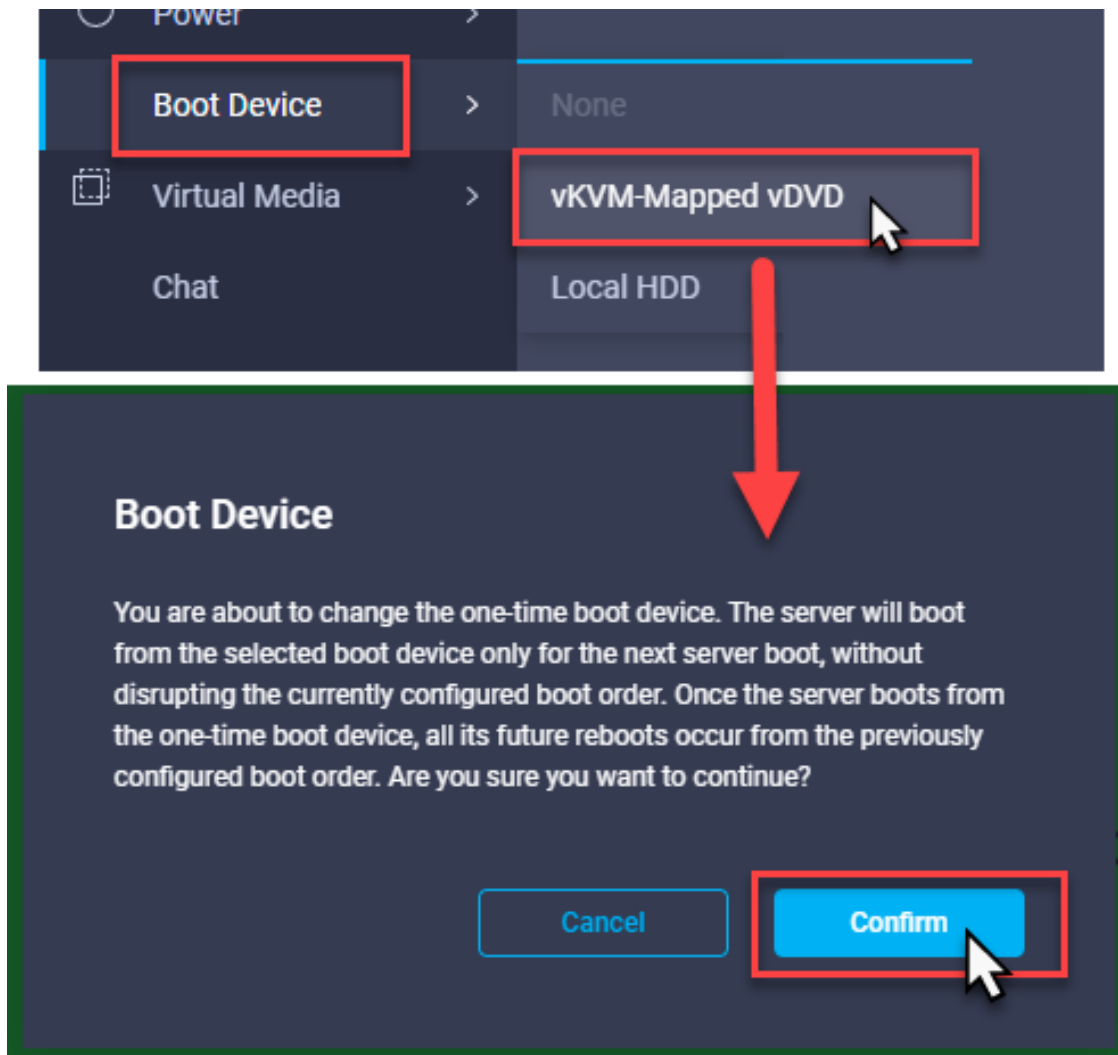 Power
Boot Device
None
Virtual Media
vKVM-Mapped vDVD
Chat
Local HDD
Boot Device
You are about to change the one-time boot device. The server will boot
from the selected boot device only for the next server boot, without
disrupting the currently configured boot order. Once the server boots from
the one-time boot device, all its future reboots occur from the previously
configured boot order. Are you sure you want to continue?
Cancel
Confirm